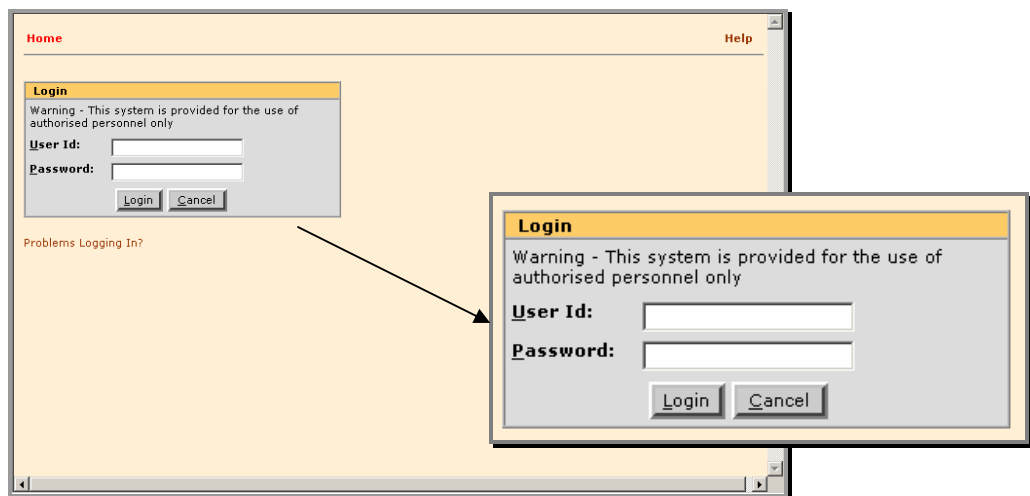 Home
Help
Login
Warning - This system is provided for the use of
authorised personnel only
User Id:
Password:
Login Cancel
Problems Logging In?
Login
Warning - This system is provided for the use of
authorised personnel only
User Id:
Password:
Login Cancel